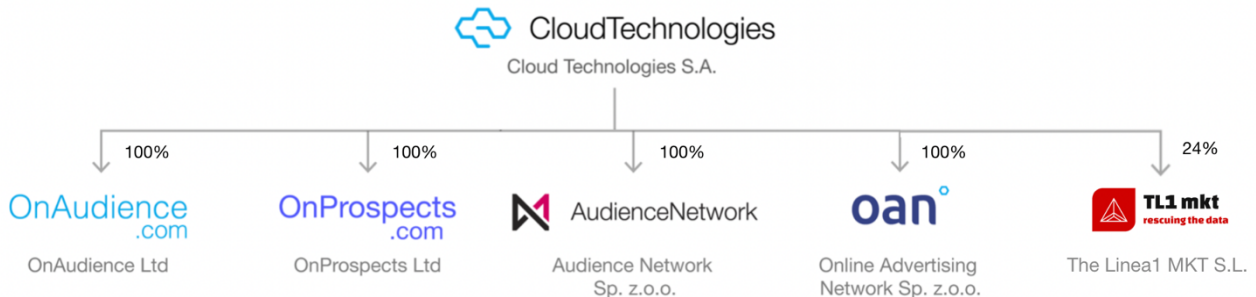 CloudTechnologies
Cloud Technologies S.A.
100%
100%
100%
100%
24%
OnAudience
.com
OnAudience Ltd
OnProspects
.com
OnProspects Ltd
AudienceNetwork
Audience Network
Sp. z.o.o.
oan
Online Advertising
Network Sp. z.o.o.
TL1 mkt
rescuing the data
The Linea1 MKT S.L.